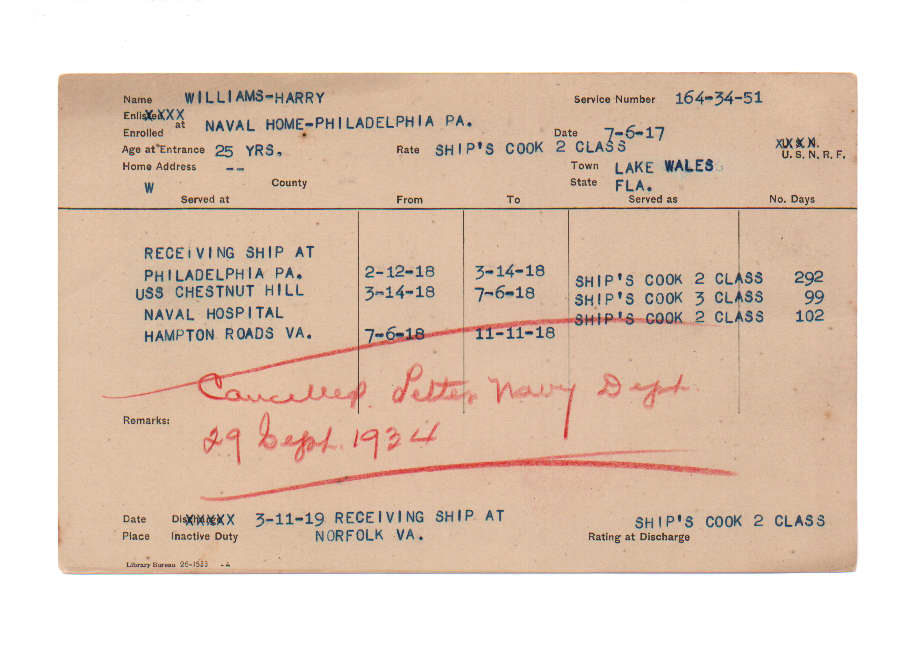 Name WILLIAMS-HARRY Service Number 164-34-51
Enlisted XXXX
Enrolled at NAVAL HOME-PHILADELPHIA PA. Date 7-6-17
Age at Entrance 25 YRS. Rate SHIP'S COOK 2 CLASS U. S. N. R. F.
Home Address -- Town LAKE WALES
W County State FLA.
Served at From To Served as No. Days
RECEIVING SHIP AT
PHILADELPHIA PA. 2-12-18 3-14-18 SHIP'S COOK 2 CLASS 292
USS CHESTNUT HILL 3-14-18 7-6-18 SHIP'S COOK 3 CLASS 99
NAVAL HOSPITAL SHIP'S COOK 2 CLASS 102
HAMPTON ROADS VA. 7-6-18 11-11-18
Cancelled. Letter Navy Dept.
Remarks:
29 Sept. 1934
Date XXXXX 3-11-19 RECEIVING SHIP AT SHIP'S COOK 2 CLASS
Place Inactive Duty NORFOLK VA. Rating at Discharge
Library Bureau 26-1533